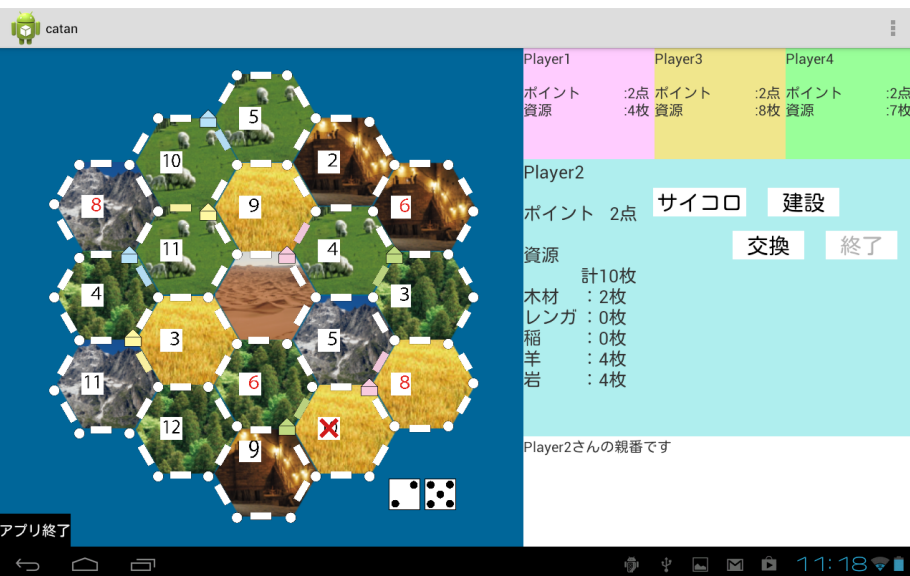 catan
Player1
ポイント :2点
資源 :4枚
Player3
ポイント :2点
資源 :8枚
Player4
ポイント :2点
資源 :7枚
Player2
ポイント 2点
サイコロ
建設
交換
終了
資源
計10枚
木材 :2枚
レンガ :0枚
稲 :0枚
羊 :4枚
岩 :4枚
Player2さんの親番です
5
10
2
8
9
6
11
4
4
3
3
5
11
6
8
12
9
アプリ終了
11:18